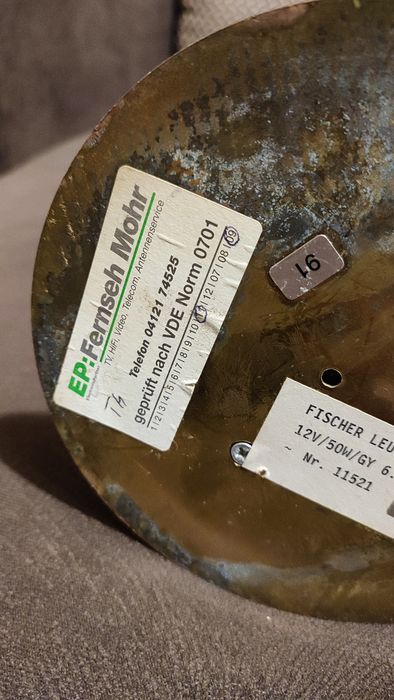 EP:Fernseh Mohr
TV, HiFi, Video, Telecom, Antennenservice
Telefon 04121 74525
geprüft nach VDE Norm 0701
1|2|3|4|5|6|7|8|9|10|11|12|07|08|09
16
FISCHER LEU
12V/50W/GY 6.
~ Nr. 11521